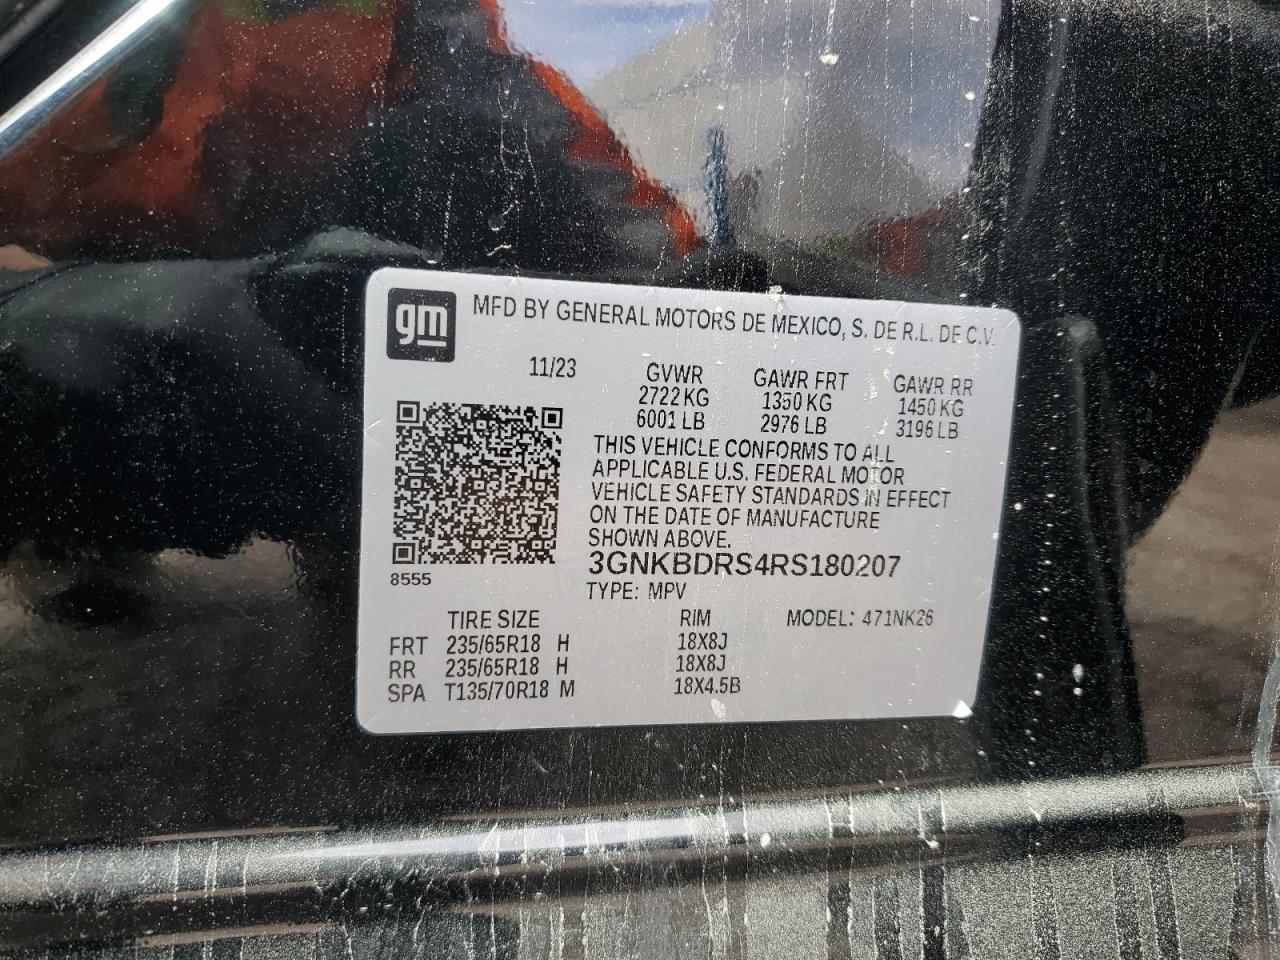 gm
MFD BY GENERAL MOTORS DE MEXICO, S. DE R.L. DE C.V.
11/23 GVWR GAWR FRT GAWR RR
2722 KG 1350 KG 1450 KG
6001 LB 2976 LB 3196 LB
THIS VEHICLE CONFORMS TO ALL
APPLICABLE U.S. FEDERAL MOTOR
VEHICLE SAFETY STANDARDS IN EFFECT
ON THE DATE OF MANUFACTURE
SHOWN ABOVE.
3GNKBDRS4RS180207
8555
TYPE: MPV
TIRE SIZE RIM MODEL: 471NK26
FRT 235/65R18 H 18X8J
RR 235/65R18 H 18X8J
SPA T135/70R18 M 18X4.5B